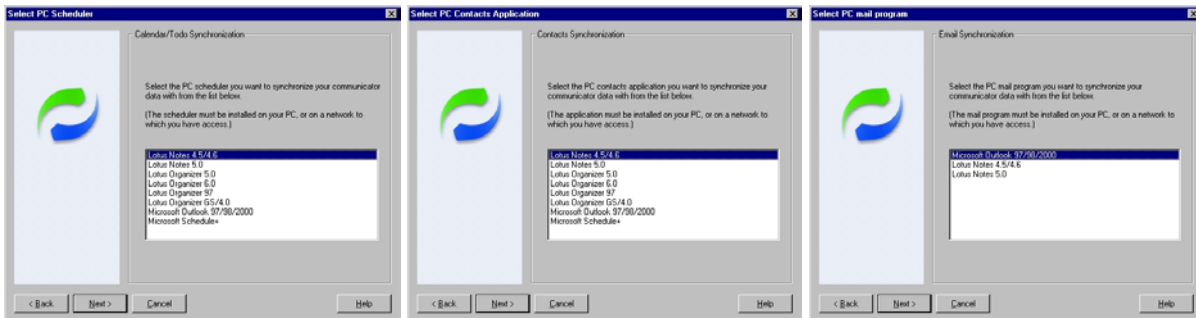 Select PC Scheduler
Calendar/Todo Synchronization
Select the PC scheduler you want to synchronize your communicator
data with from the list below.
(The scheduler must be installed on your PC, or on a network to
which you have access.)
Lotus Notes 4.5/4.6
Lotus Notes 5.0
Lotus Organizer 5.0
Lotus Organizer 6.0
Lotus Organizer 97
Lotus Organizer GS/4.0
Microsoft Outlook 97/98/2000
Microsoft Schedule+
< Back
Next >
Cancel
Help
Select PC Contacts Application
Contacts Synchronization
Select the PC contacts application you want to synchronize your
communicator data with from the list below.
(The application must be installed on your PC, or on a network to
which you have access.)
Lotus Notes 4.5/4.6
Lotus Notes 5.0
Lotus Organizer 5.0
Lotus Organizer 6.0
Lotus Organizer 97
Lotus Organizer GS/4.0
Microsoft Outlook 97/98/2000
Microsoft Schedule+
< Back
Next >
Cancel
Help
Select PC mail program
Email Synchronization
Select the PC mail program you want to synchronize your
communicator data with from the list below.
(The mail program must be installed on your PC, or on a network to
which you have access.)
Microsoft Outlook 97/98/2000
Lotus Notes 4.5/4.6
Lotus Notes 5.0
< Back
Next >
Cancel
Help